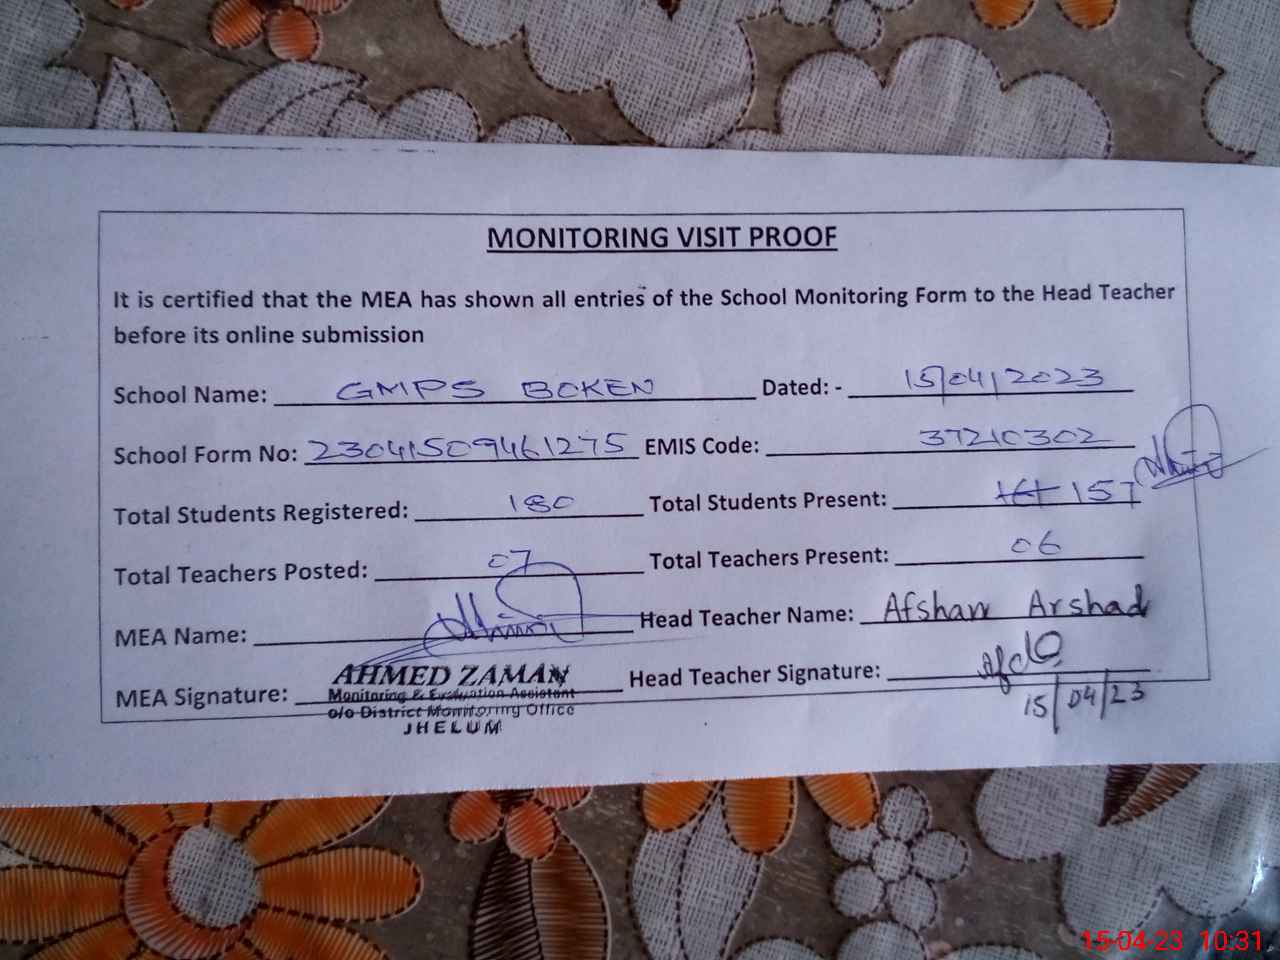 MONITORING VISIT PROOF
It is certified that the MEA has shown all entries of the School Monitoring Form to the Head Teacher
before its online submission
School Name: GMPS BOKEN Dated: - 15/04/2023
School Form No: 23041509461275 EMIS Code: 37210302
Total Students Registered: 180 Total Students Present: 157
Total Teachers Posted: 07 Total Teachers Present: 06
MEA Name: Head Teacher Name: Afshan Arshad
MEA Signature: AHMED ZAMAN Head Teacher Signature:
Monitoring & Evaluation Assistant
o/o District Monitoring Office
JHELUM
15/04/23
15-04-23 10:31